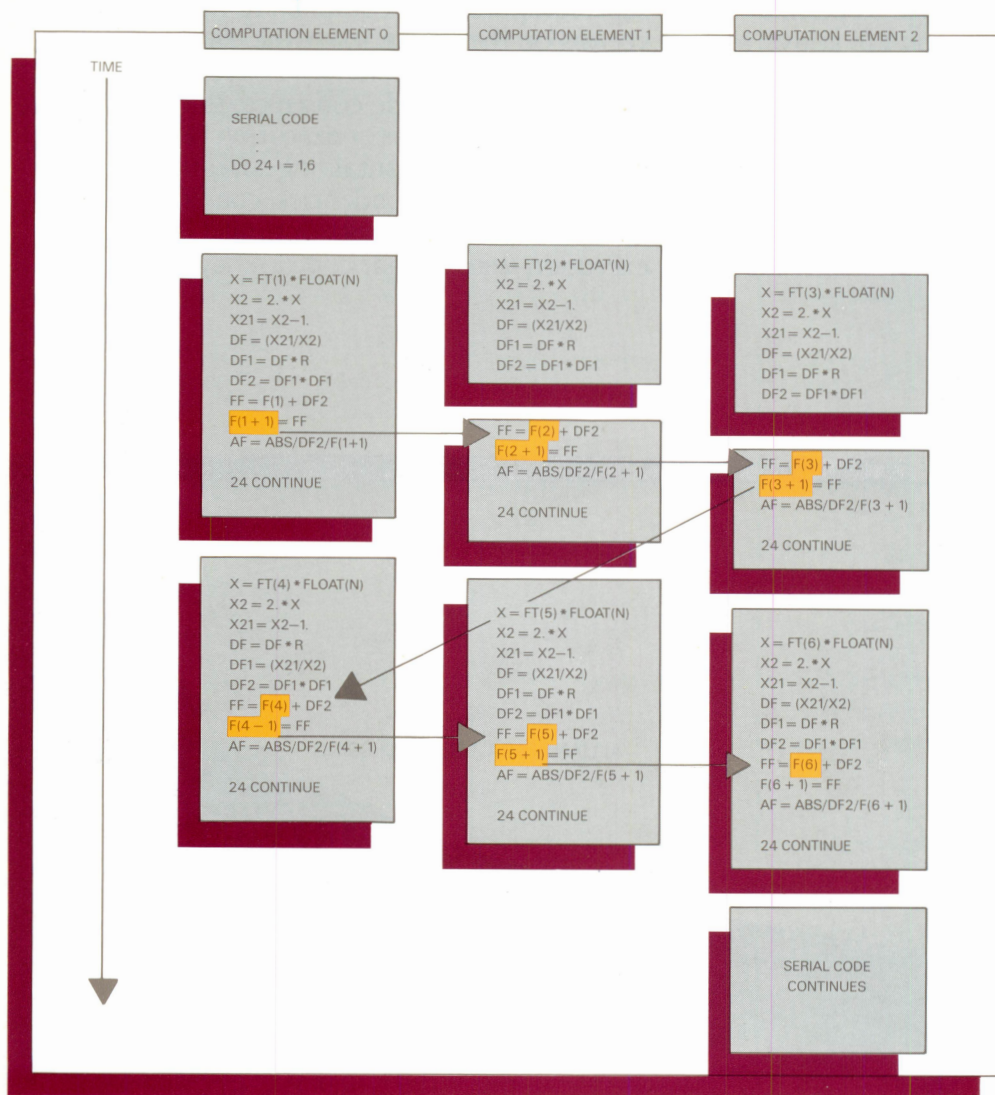 COMPUTATION ELEMENT 0
COMPUTATION ELEMENT 1
COMPUTATION ELEMENT 2
TIME
SERIAL CODE
.
.
.
DO 24 I = 1,6
X = FT(1) * FLOAT(N)
X2 = 2. * X
X21 = X2–1.
DF = (X21/X2)
DF1 = DF * R
DF2 = DF1 * DF1
FF = F(1) + DF2
F(1 + 1) = FF
AF = ABS/DF2/F(1+1)
24 CONTINUE
X = FT(2) * FLOAT(N)
X2 = 2. * X
X21 = X2–1.
DF = (X21/X2)
DF1 = DF * R
DF2 = DF1 * DF1
FF = F(2) + DF2
F(2 + 1) = FF
AF = ABS/DF2/F(2 + 1)
24 CONTINUE
X = FT(3) * FLOAT(N)
X2 = 2. * X
X21 = X2–1.
DF = (X21/X2)
DF1 = DF * R
DF2 = DF1 * DF1
FF = F(3) + DF2
F(3 + 1) = FF
AF = ABS/DF2/F(3 + 1)
24 CONTINUE
X = FT(4) * FLOAT(N)
X2 = 2. * X
X21 = X2–1.
DF = DF * R
DF1 = (X21/X2)
DF2 = DF1 * DF1
FF = F(4) + DF2
F(4 – 1) = FF
AF = ABS/DF2/F(4 + 1)
24 CONTINUE
X = FT(5) * FLOAT(N)
X2 = 2. * X
X21 = X2–1.
DF = (X21/X2)
DF1 = DF * R
DF2 = DF1 * DF1
FF = F(5) + DF2
F(5 + 1) = FF
AF = ABS/DF2/F(5 + 1)
24 CONTINUE
X = FT(6) * FLOAT(N)
X2 = 2. * X
X21 = X2–1.
DF = (X21/X2)
DF1 = DF * R
DF2 = DF1 * DF1
FF = F(6) + DF2
F(6 + 1) = FF
AF = ABS/DF2/F(6 + 1)
24 CONTINUE
SERIAL CODE
CONTINUES